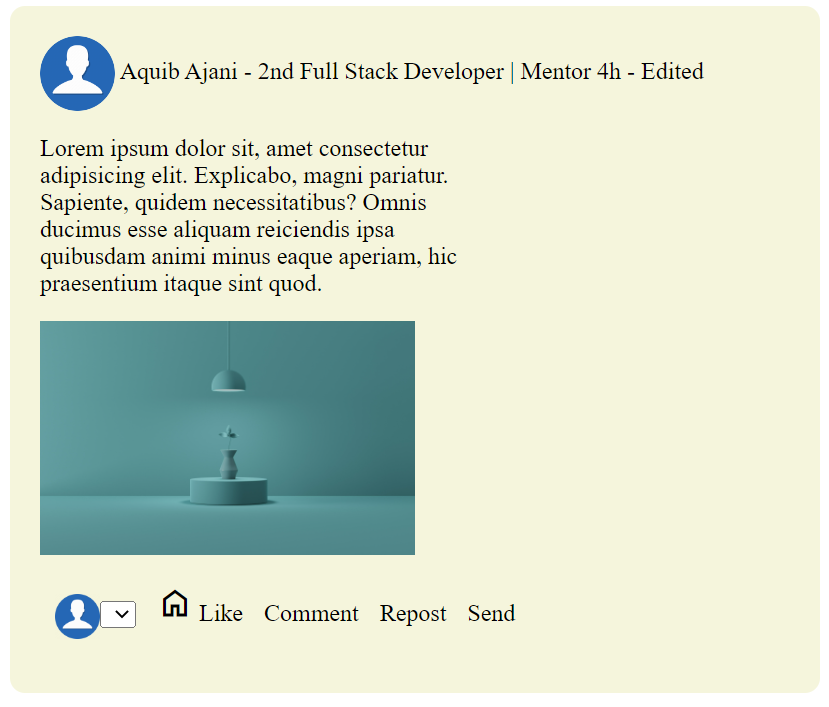 Aquib Ajani - 2nd Full Stack Developer | Mentor 4h - Edited
Lorem ipsum dolor sit, amet consectetur
adipisicing elit. Explicabo, magni pariatur.
Sapiente, quidem necessitatibus? Omnis
ducimus esse aliquam reiciendis ipsa
quibusdam animi minus eaque aperiam, hic
praesentium itaque sint quod.
Like Comment Repost Send